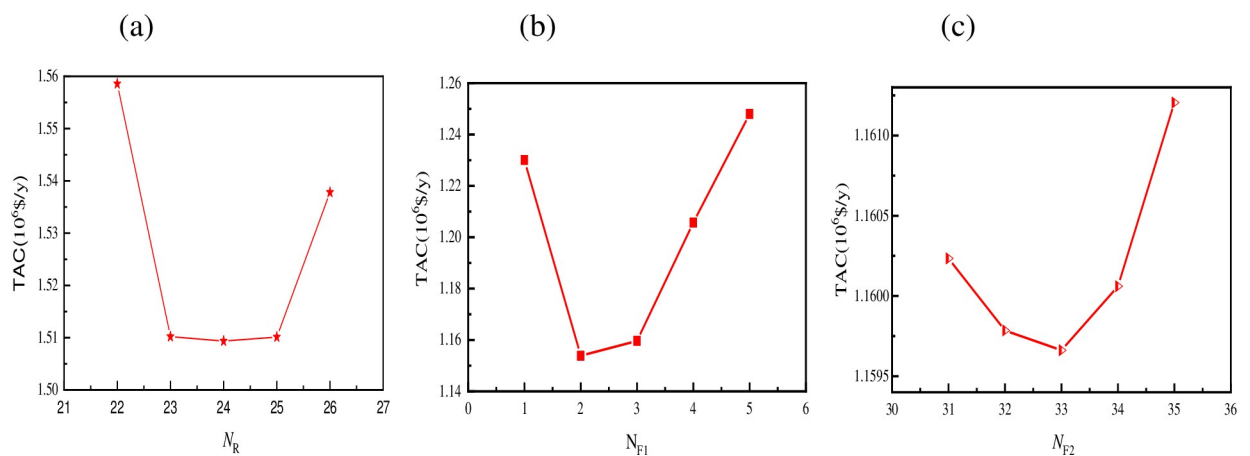 (a)
(b)
(c)
1.56
1.55
1.54
1.53
1.52
1.51
1.50
TAC(10⁶$/y)
21 22 23 24 25 26 27
N_R
1.26
1.24
1.22
1.20
1.18
1.16
1.14
TAC(10⁶$/y)
0 1 2 3 4 5 6
N_F1
1.1610
1.1605
1.1600
1.1595
TAC(10⁶$/y)
30 31 32 33 34 35 36
N_F2